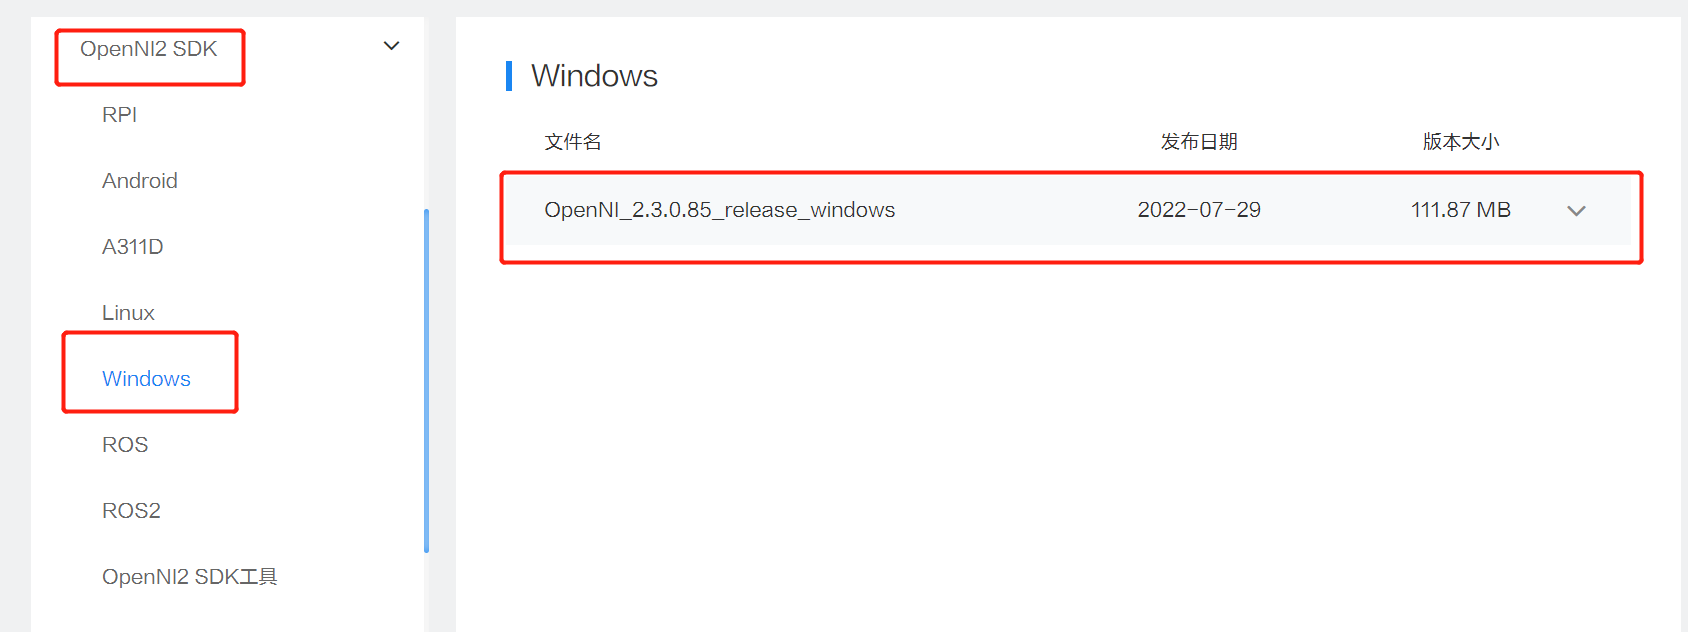 OpenNI2 SDK
RPI
Android
A311D
Linux
Windows
ROS
ROS2
OpenNI2 SDK工具
Windows
文件名 发布日期 版本大小
OpenNI_2.3.0.85_release_windows 2022-07-29 111.87 MB